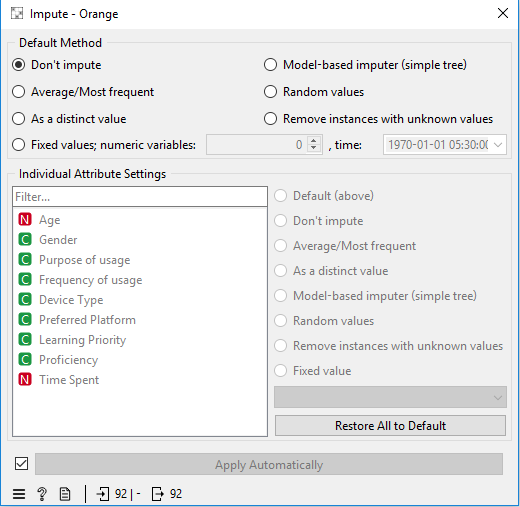 Impute - Orange
Default Method
Don't impute
Model-based imputer (simple tree)
Average/Most frequent
Random values
As a distinct value
Remove instances with unknown values
Fixed values; numeric variables: 0 , time: 1970-01-01 05:30:00
Individual Attribute Settings
Filter...
N Age
C Gender
C Purpose of usage
C Frequency of usage
C Device Type
C Preferred Platform
C Learning Priority
C Proficiency
N Time Spent
Default (above)
Don't impute
Average/Most frequent
As a distinct value
Model-based imputer (simple tree)
Random values
Remove instances with unknown values
Fixed value
Restore All to Default
Apply Automatically
? 92 | - 92